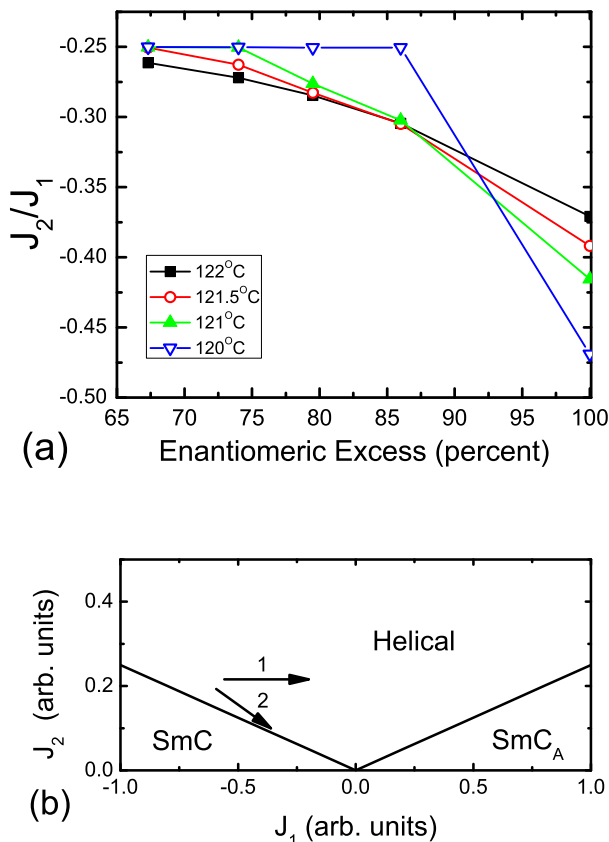 -0.25
-0.30
-0.35
-0.40
-0.45
-0.50
J2/J1
122°C
121.5°C
121°C
120°C
65 70 75 80 85 90 95 100
(a) Enantiomeric Excess (percent)
0.4
0.2
0.0
J2 (arb. units)
Helical
1
2
SmC
SmCA
-1.0 -0.5 0.0 0.5 1.0
(b) J1 (arb. units)